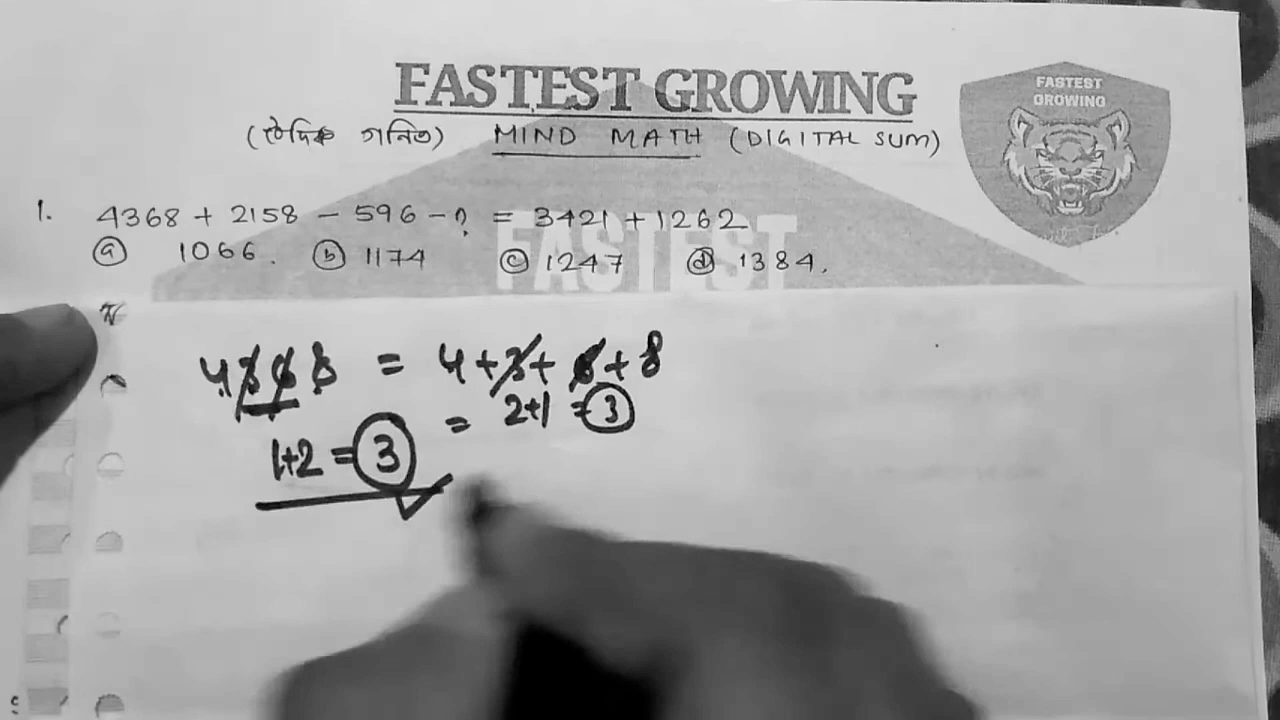 FASTEST GROWING
FASTEST
GROWING
(বৈদিক গনিত) MIND MATH (DIGITAL SUM)
1. 4368 + 2158 - 596 - ? = 3421 + 1262
ⓐ 1066. ⓑ 1174 ⓒ 1247 ⓓ 1384.
FASTEST
4368 = 4 + 3 + 6 + 8
= 2+1 = 3
1+2 = 3